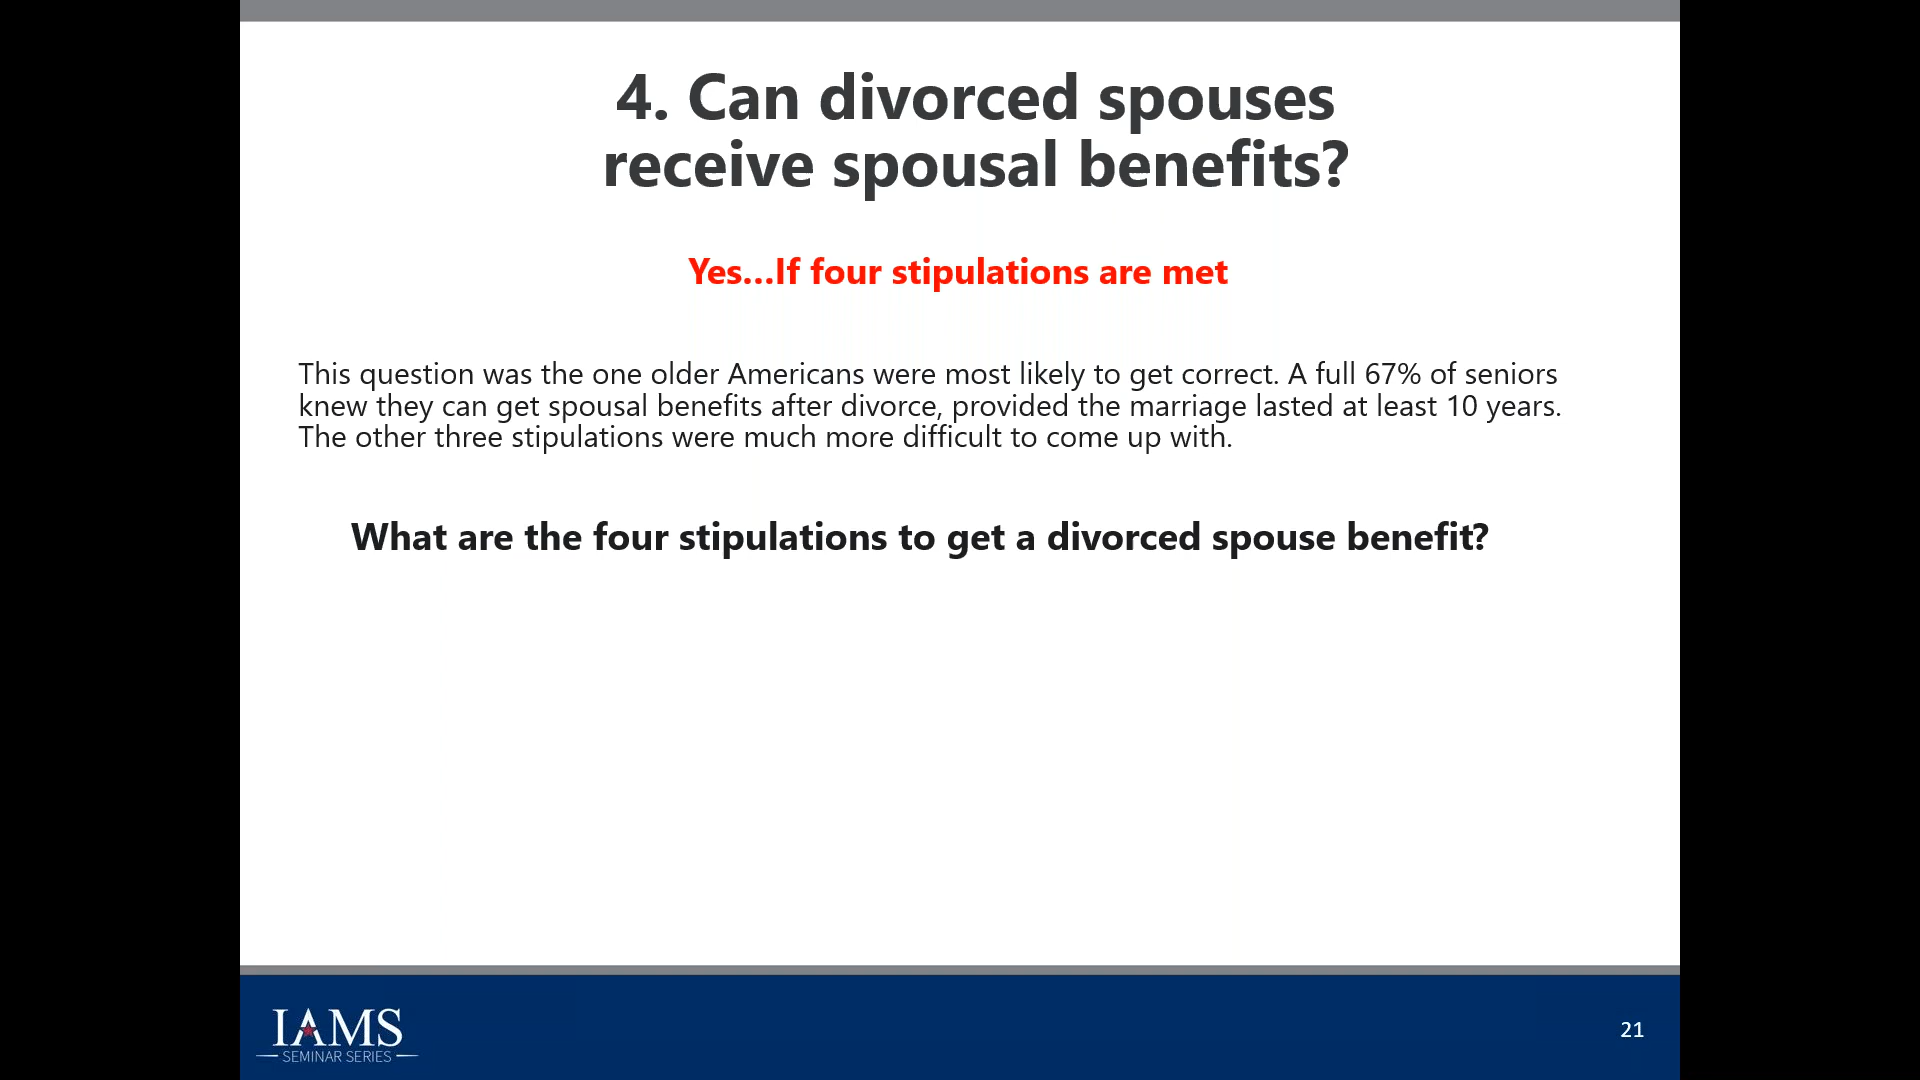 4. Can divorced spouses
receive spousal benefits?
Yes...If four stipulations are met
This question was the one older Americans were most likely to get correct. A full 67% of seniors
knew they can get spousal benefits after divorce, provided the marriage lasted at least 10 years.
The other three stipulations were much more difficult to come up with.
What are the four stipulations to get a divorced spouse benefit?
IAMS
SEMINAR SERIES
21